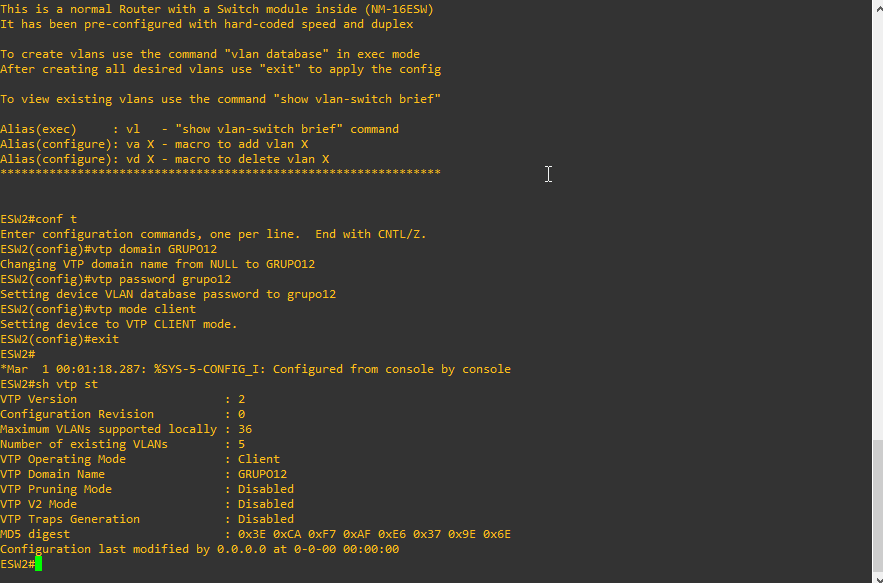 This is a normal Router with a Switch module inside (NM-16ESW)
It has been pre-configured with hard-coded speed and duplex
To create vlans use the command "vlan database" in exec mode
After creating all desired vlans use "exit" to apply the config
To view existing vlans use the command "show vlan-switch brief"
Alias(exec)     : vl   - "show vlan-switch brief" command
Alias(configure): va X - macro to add vlan X
Alias(configure): vd X - macro to delete vlan X
***************************************************************
ESW2#conf t
Enter configuration commands, one per line.  End with CNTL/Z.
ESW2(config)#vtp domain GRUPO12
Changing VTP domain name from NULL to GRUPO12
ESW2(config)#vtp password grupo12
Setting device VLAN database password to grupo12
ESW2(config)#vtp mode client
Setting device to VTP CLIENT mode.
ESW2(config)#exit
ESW2#
*Mar  1 00:01:18.287: %SYS-5-CONFIG_I: Configured from console by console
ESW2#sh vtp st
VTP Version                     : 2
Configuration Revision          : 0
Maximum VLANs supported locally : 36
Number of existing VLANs        : 5
VTP Operating Mode              : Client
VTP Domain Name                 : GRUPO12
VTP Pruning Mode                : Disabled
VTP V2 Mode                     : Disabled
VTP Traps Generation            : Disabled
MD5 digest                      : 0x3E 0xCA 0xF7 0xAF 0xE6 0x37 0x9E 0x6E
Configuration last modified by 0.0.0.0 at 0-0-00 00:00:00
ESW2#